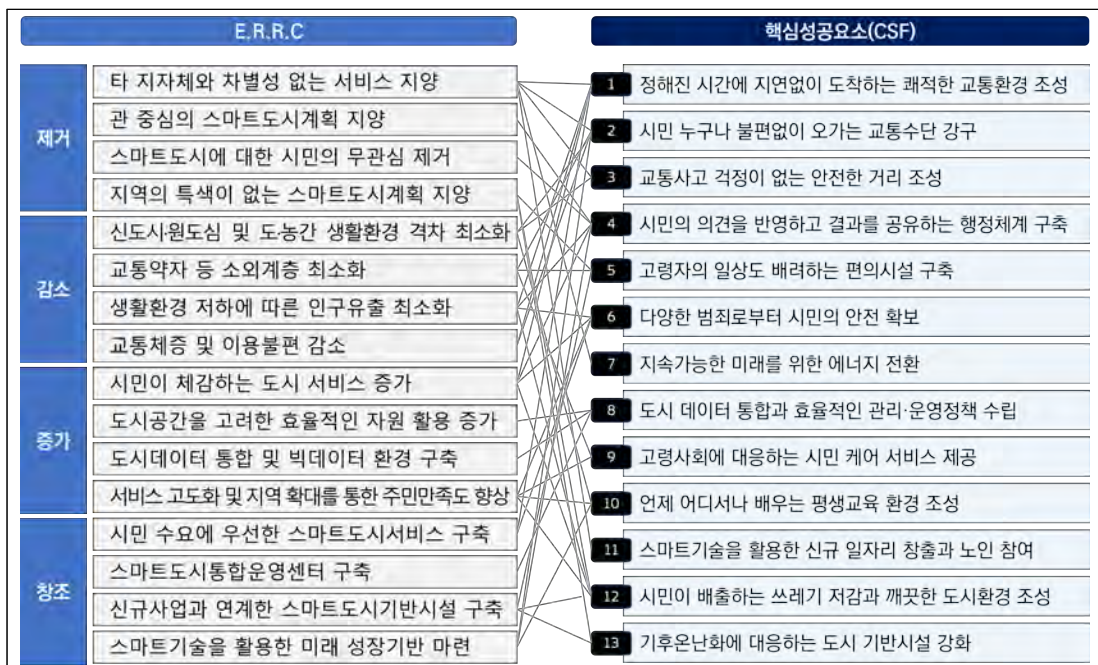 E.R.R.C
핵심성공요소(CSF)
제거
타 지자체와 차별성 없는 서비스 지양
관 중심의 스마트도시계획 지양
스마트도시에 대한 시민의 무관심 제거
지역의 특색이 없는 스마트도시계획 지양
감소
신도시·원도심 및 도·농간 생활환경 격차 최소화
교통약자 등 소외계층 최소화
생활환경 저하에 따른 인구유출 최소화
교통체증 및 이용불편 감소
증가
시민이 체감하는 도시 서비스 증가
도시공간을 고려한 효율적인 자원 활용 증가
도시데이터 통합 및 빅데이터 환경 구축
서비스 고도화 및 지역 확대를 통한 주민만족도 향상
창조
시민 수요에 우선한 스마트도시서비스 구축
스마트도시통합운영센터 구축
신규사업과 연계한 스마트도시기반시설 구축
스마트기술을 활용한 미래 성장기반 마련
1 정해진 시간에 지연없이 도착하는 쾌적한 교통환경 조성
2 시민 누구나 불편없이 오가는 교통수단 강구
3 교통사고 걱정이 없는 안전한 거리 조성
4 시민의 의견을 반영하고 결과를 공유하는 행정체계 구축
5 고령자의 일상도 배려하는 편의시설 구축
6 다양한 범죄로부터 시민의 안전 확보
7 지속가능한 미래를 위한 에너지 전환
8 도시 데이터 통합과 효율적인 관리·운영정책 수립
9 고령사회에 대응하는 시민 케어 서비스 제공
10 언제 어디서나 배우는 평생교육 환경 조성
11 스마트기술을 활용한 신규 일자리 창출과 노인 참여
12 시민이 배출하는 쓰레기 저감과 깨끗한 도시환경 조성
13 기후온난화에 대응하는 도시 기반시설 강화